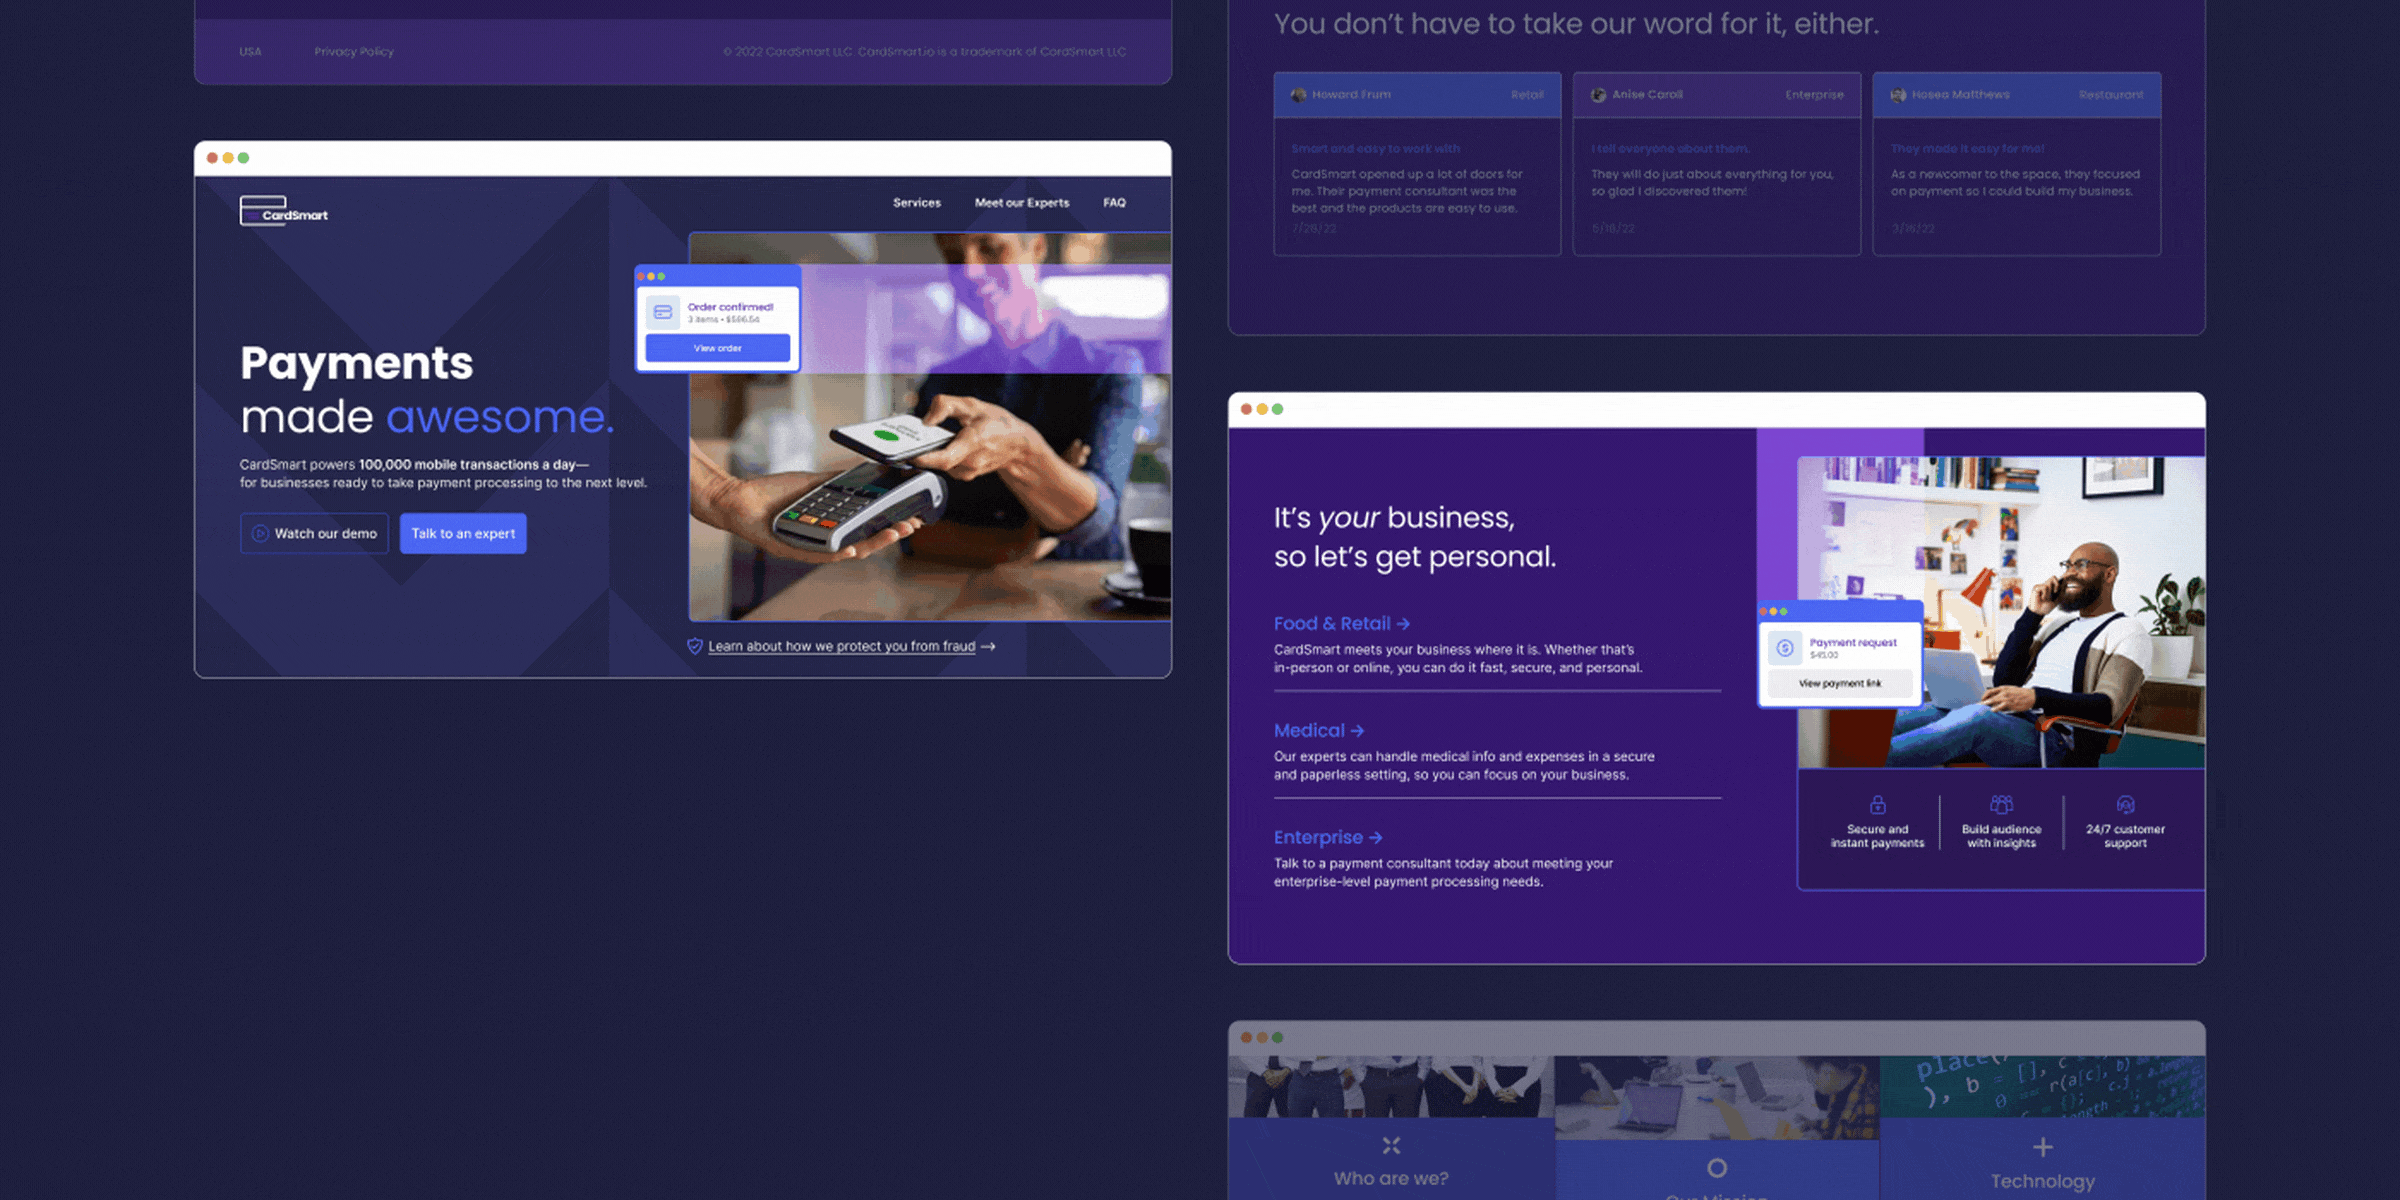 USA
Privacy Policy
© 2022 CardSmart LLC. CardSmart.io is a trademark of CardSmart LLC
CardSmart
Services
Meet our Experts
FAQ
Order confirmed!
View order
Payments
made awesome.
CardSmart powers 100,000 mobile transactions a day—
for businesses ready to take payment processing to the next level.
Watch our demo
Talk to an expert
Learn about how we protect you from fraud →
You don't have to take our word for it, either.
Howard Frum
Retail
Smart and easy to work with
CardSmart opened up a lot of doors for
me. Their payment consultant was the
best and the products are easy to use.
Anise Caroll
Enterprise
I tell everyone about them.
They will do just about everything for you,
so glad I discovered them!
Hosea Matthews
Restaurant
They made it easy for me!
As a newcomer to the space, they focused
on payment so I could build my business.
3/16/22
It's your business,
so let's get personal.
Food & Retail →
CardSmart meets your business where it is. Whether that's
in-person or online, you can do it fast, secure, and personal.
Medical →
Our experts can handle medical info and expenses in a secure
and paperless setting, so you can focus on your business.
Enterprise →
Talk to a payment consultant today about meeting your
enterprise-level payment processing needs.
Payment request
$45.00
View payment link
Secure and
instant payments
Build audience
with insights
24/7 customer
support
Who are we?
Our Mission
Technology